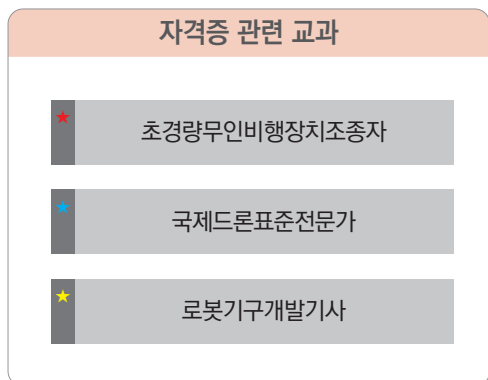 자격증 관련 교과
초경량무인비행장치조종자
국제드론표준전문가
로봇기구개발기사